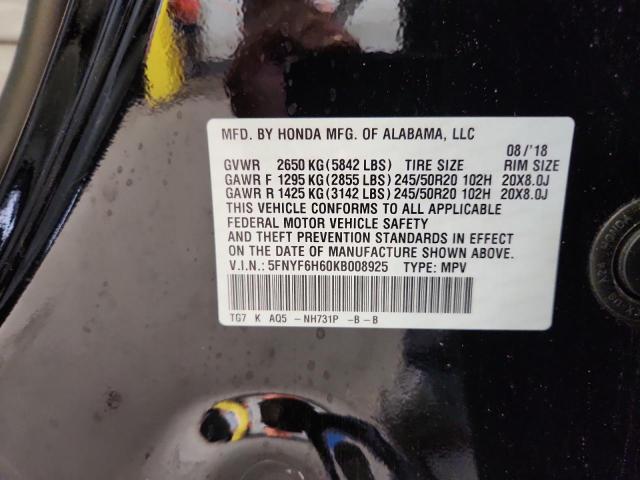 MFD. BY HONDA MFG. OF ALABAMA, LLC 08/'18
GVWR 2650 KG (5842 LBS) TIRE SIZE RIM SIZE
GAWR F 1295 KG (2855 LBS) 245/50R20 102H 20X8.0J
GAWR R 1425 KG (3142 LBS) 245/50R20 102H 20X8.0J
THIS VEHICLE CONFORMS TO ALL APPLICABLE
FEDERAL MOTOR VEHICLE SAFETY
AND THEFT PREVENTION STANDARDS IN EFFECT
ON THE DATE OF MANUFACTURE SHOWN ABOVE.
V.I.N.: 5FNYF6H60KB008925 TYPE: MPV
TG7 K AQ5 -NH731P -B -B